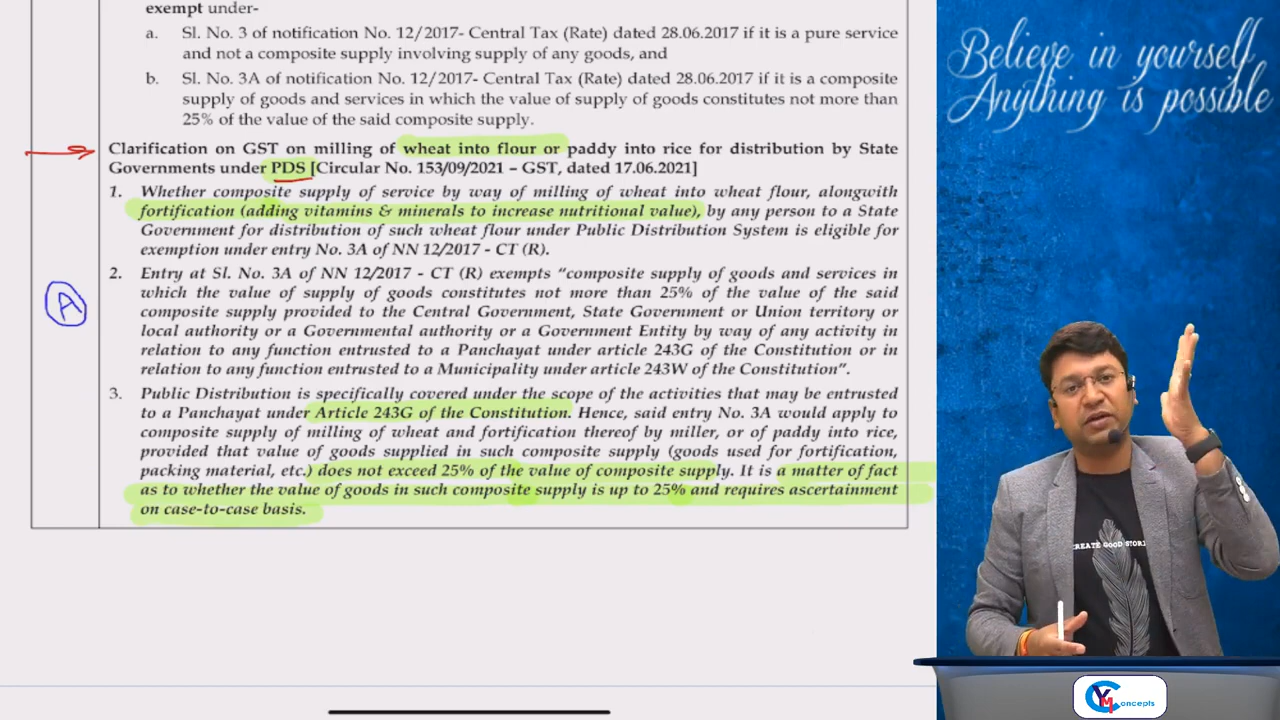 exempt under-
a. Sl. No. 3 of notification No. 12/2017- Central Tax (Rate) dated 28.06.2017 if it is a pure service
and not a composite supply involving supply of any goods, and
b. Sl. No. 3A of notification No. 12/2017- Central Tax (Rate) dated 28.06.2017 if it is a composite
supply of goods and services in which the value of supply of goods constitutes not more than
25% of the value of the said composite supply.
Clarification on GST on milling of wheat into flour or paddy into rice for distribution by State
Governments under PDS [Circular No. 153/09/2021 – GST, dated 17.06.2021]
1. Whether composite supply of service by way of milling of wheat into wheat flour, alongwith
fortification (adding vitamins & minerals to increase nutritional value), by any person to a State
Government for distribution of such wheat flour under Public Distribution System is eligible for
exemption under entry No. 3A of NN 12/2017 - CT (R).
2. Entry at Sl. No. 3A of NN 12/2017 - CT (R) exempts “composite supply of goods and services in
which the value of supply of goods constitutes not more than 25% of the value of the said
composite supply provided to the Central Government, State Government or Union territory or
local authority or a Governmental authority or a Government Entity by way of any activity in
relation to any function entrusted to a Panchayat under article 243G of the Constitution or in
relation to any function entrusted to a Municipality under article 243W of the Constitution”.
3. Public Distribution is specifically covered under the scope of the activities that may be entrusted
to a Panchayat under Article 243G of the Constitution. Hence, said entry No. 3A would apply to
composite supply of milling of wheat and fortification thereof by miller, or of paddy into rice,
provided that value of goods supplied in such composite supply (goods used for fortification,
packing material, etc.) does not exceed 25% of the value of composite supply. It is a matter of fact
as to whether the value of goods in such composite supply is up to 25% and requires ascertainment
on case-to-case basis.
A
Believe in yourself
Anything is possible
CREATE GOOD STORI
YM Concepts